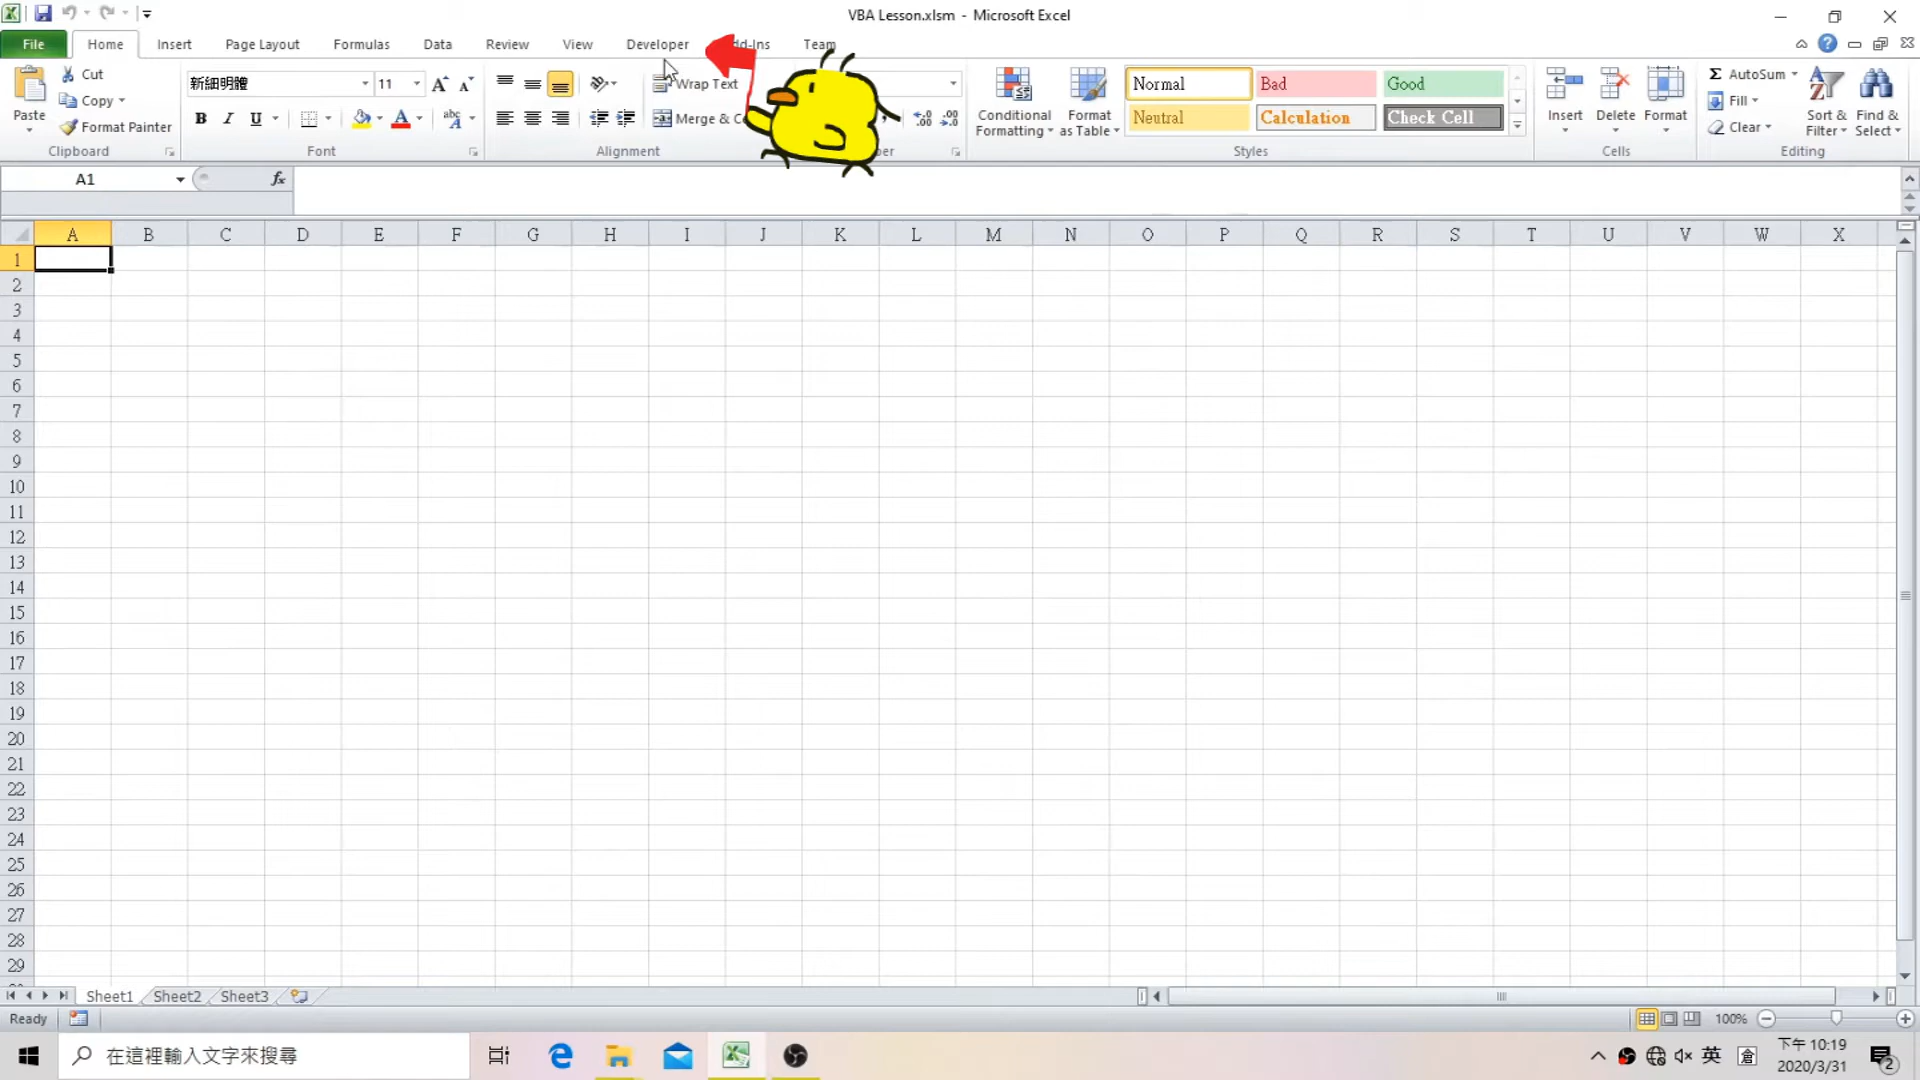 VBA Lesson.xlsm - Microsoft Excel
File Home Insert Page Layout Formulas Data Review View Developer Add-Ins Team
Paste
Cut
Copy
Format Painter
Clipboard
新細明體 11
B I U
Font
Wrap Text
Merge & C
Alignment
Conditional Formatting
Format as Table
Normal Bad Good
Neutral Calculation Check Cell
Styles
Insert Delete Format
Cells
Σ AutoSum
Fill
Clear
Sort & Filter
Find & Select
Editing
A1 fx
A B C D E F G H I J K L M N O P Q R S T U V W X
1
2
3
4
5
6
7
8
9
10
11
12
13
14
15
16
17
18
19
20
21
22
23
24
25
26
27
28
29
Sheet1 Sheet2 Sheet3
Ready 100%
在這裡輸入文字來搜尋
英 倉
下午 10:19
2020/3/31
2